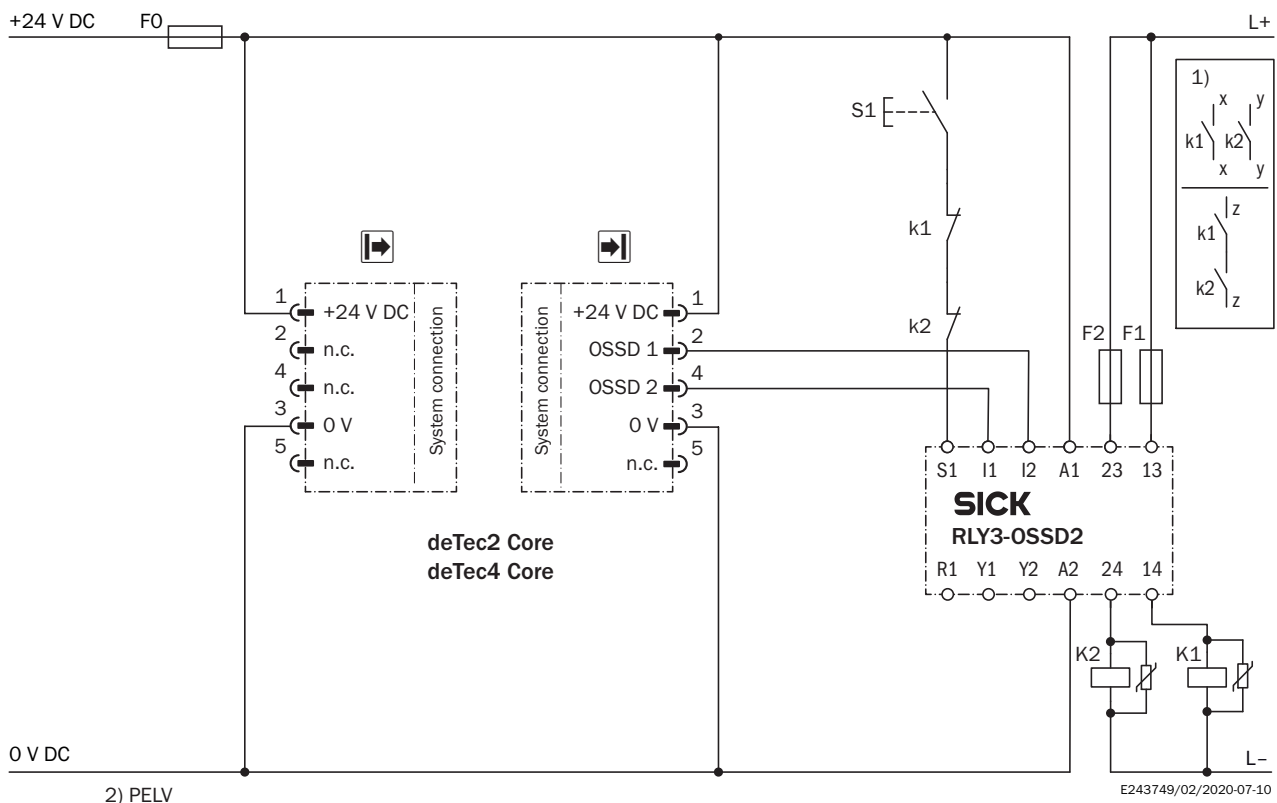 +24 V DC F0 L+
1)
x y
k1 k2
x y
z
k1
k2
z
S1
k1
k2
F2 F1
1 +24 V DC
2 n.c.
4 n.c.
3 0 V
5 n.c.
System connection
System connection
+24 V DC 1
OSSD 1 2
OSSD 2 4
0 V 3
n.c. 5
deTec2 Core
deTec4 Core
S1 I1 I2 A1 23 13
SICK
RLY3-OSSD2
R1 Y1 Y2 A2 24 14
K2 K1
0 V DC L–
2) PELV
E243749/02/2020-07-10